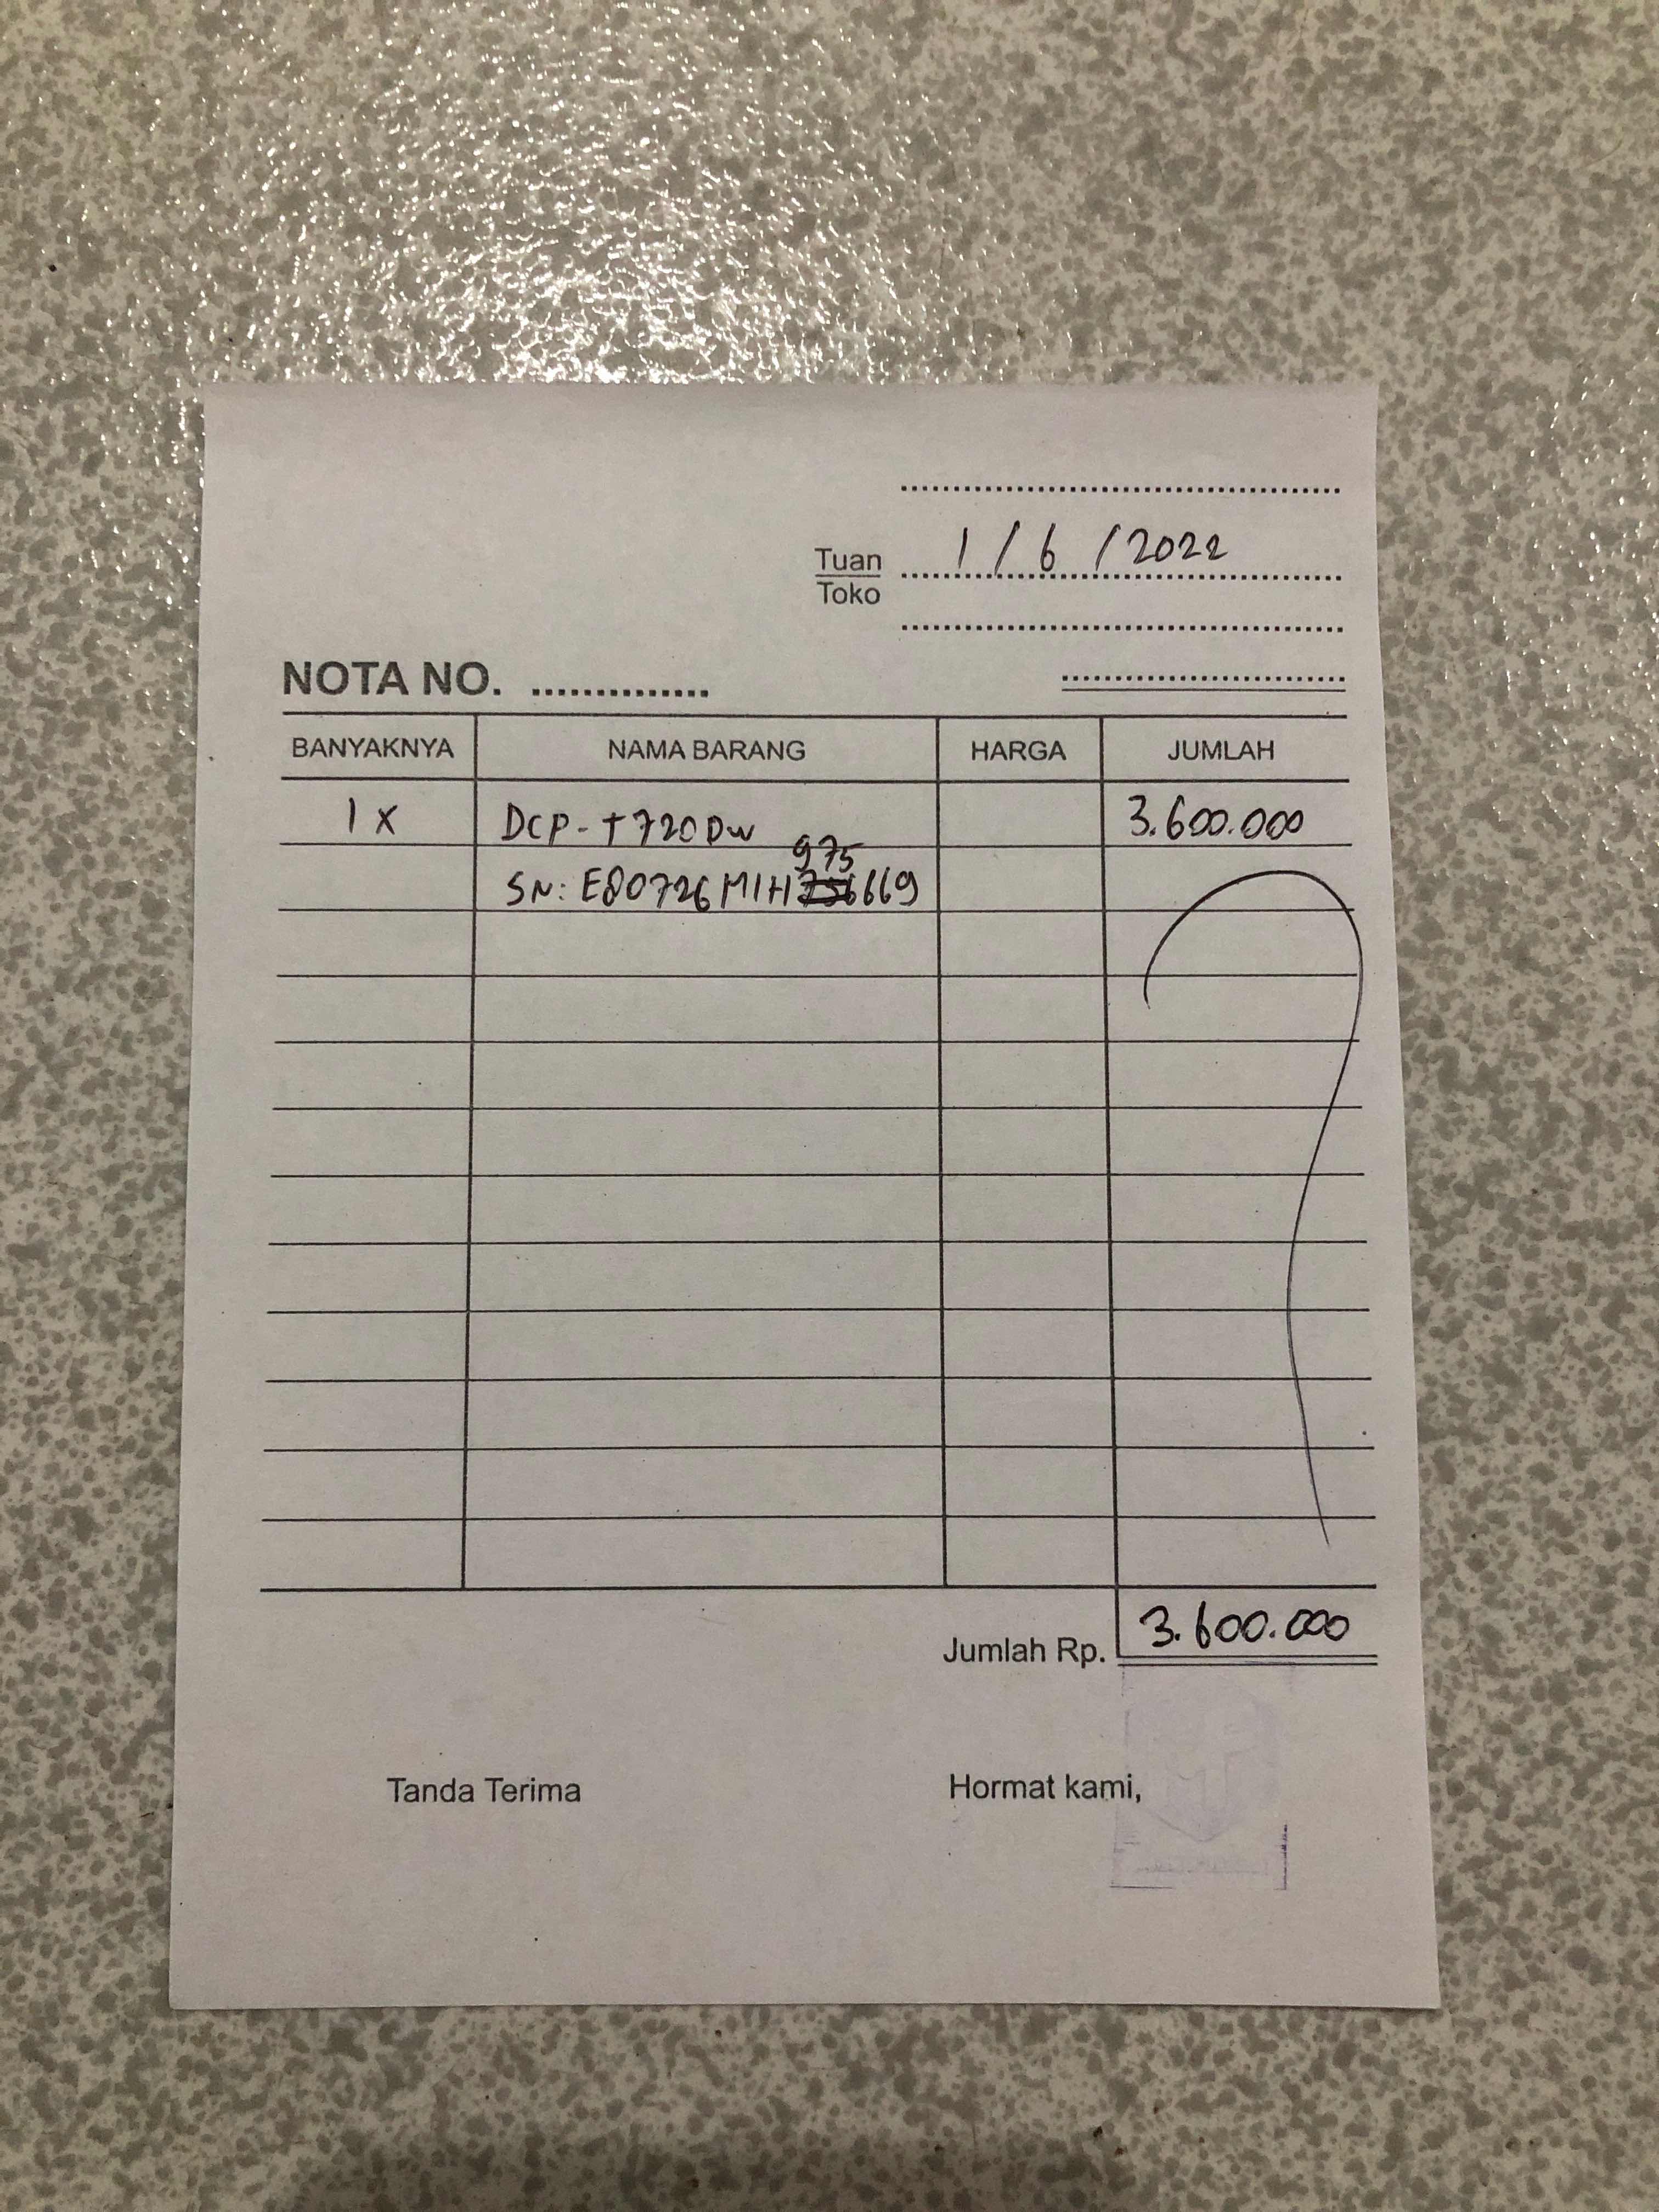 1 / 6 / 2022
Tuan
Toko
NOTA NO. ..............
BANYAKNYA NAMA BARANG HARGA JUMLAH
1 x DCP-T720DW 3.600.000
975
SN: E80726M1H756669
3.600.000
Jumlah Rp.
Tanda Terima Hormat kami,